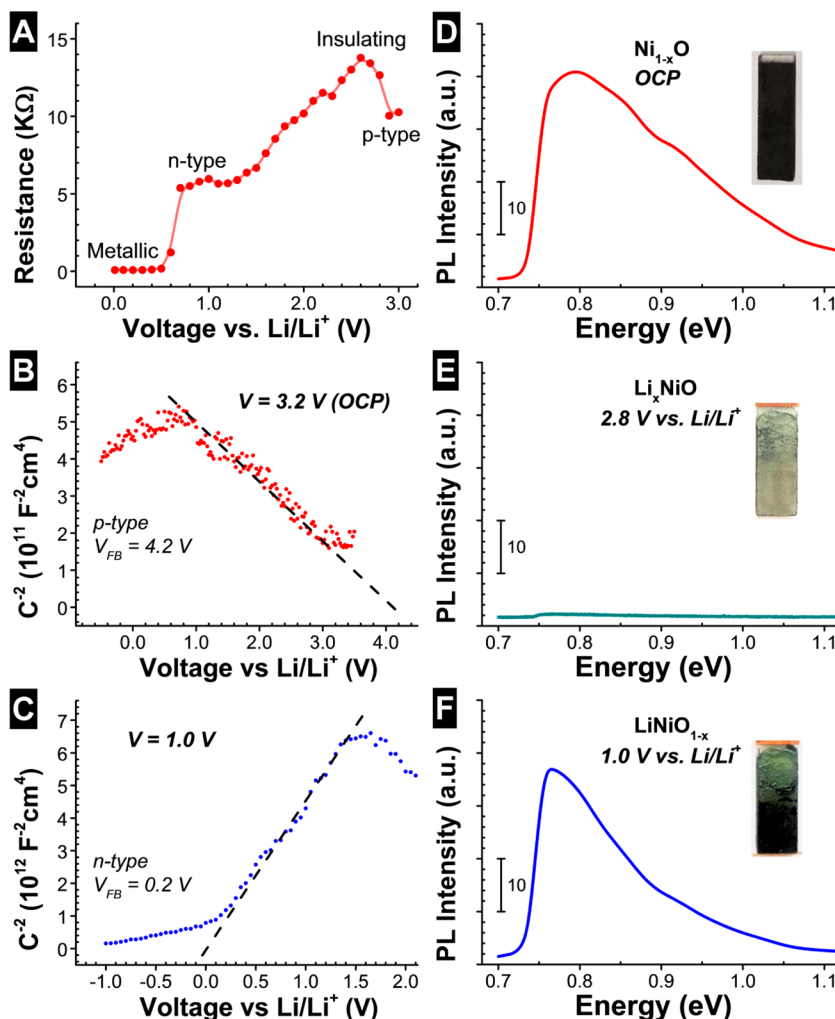 A
Resistance (KΩ)
15
10
5
0
Metallic
n-type
Insulating
p-type
0.0 1.0 2.0 3.0
Voltage vs. Li/Li⁺ (V)
D
PL Intensity (a.u.)
Ni₁₋ₓO
OCP
10
0.7 0.8 0.9 1.0 1.1
Energy (eV)
B
C⁻² (10¹¹ F⁻²cm⁴)
6
5
4
3
2
1
0
V = 3.2 V (OCP)
p-type
V_FB = 4.2 V
0.0 1.0 2.0 3.0 4.0
Voltage vs Li/Li⁺ (V)
E
PL Intensity (a.u.)
LiₓNiO
2.8 V vs. Li/Li⁺
10
0.7 0.8 0.9 1.0 1.1
Energy (eV)
C
C⁻² (10¹² F⁻²cm⁴)
7
6
5
4
3
2
1
0
V = 1.0 V
n-type
V_FB = 0.2 V
-1.0 -0.5 0.0 0.5 1.0 1.5 2.0
Voltage vs Li/Li⁺ (V)
F
PL Intensity (a.u.)
LiNiO₁₋ₓ
1.0 V vs. Li/Li⁺
10
0.7 0.8 0.9 1.0 1.1
Energy (eV)